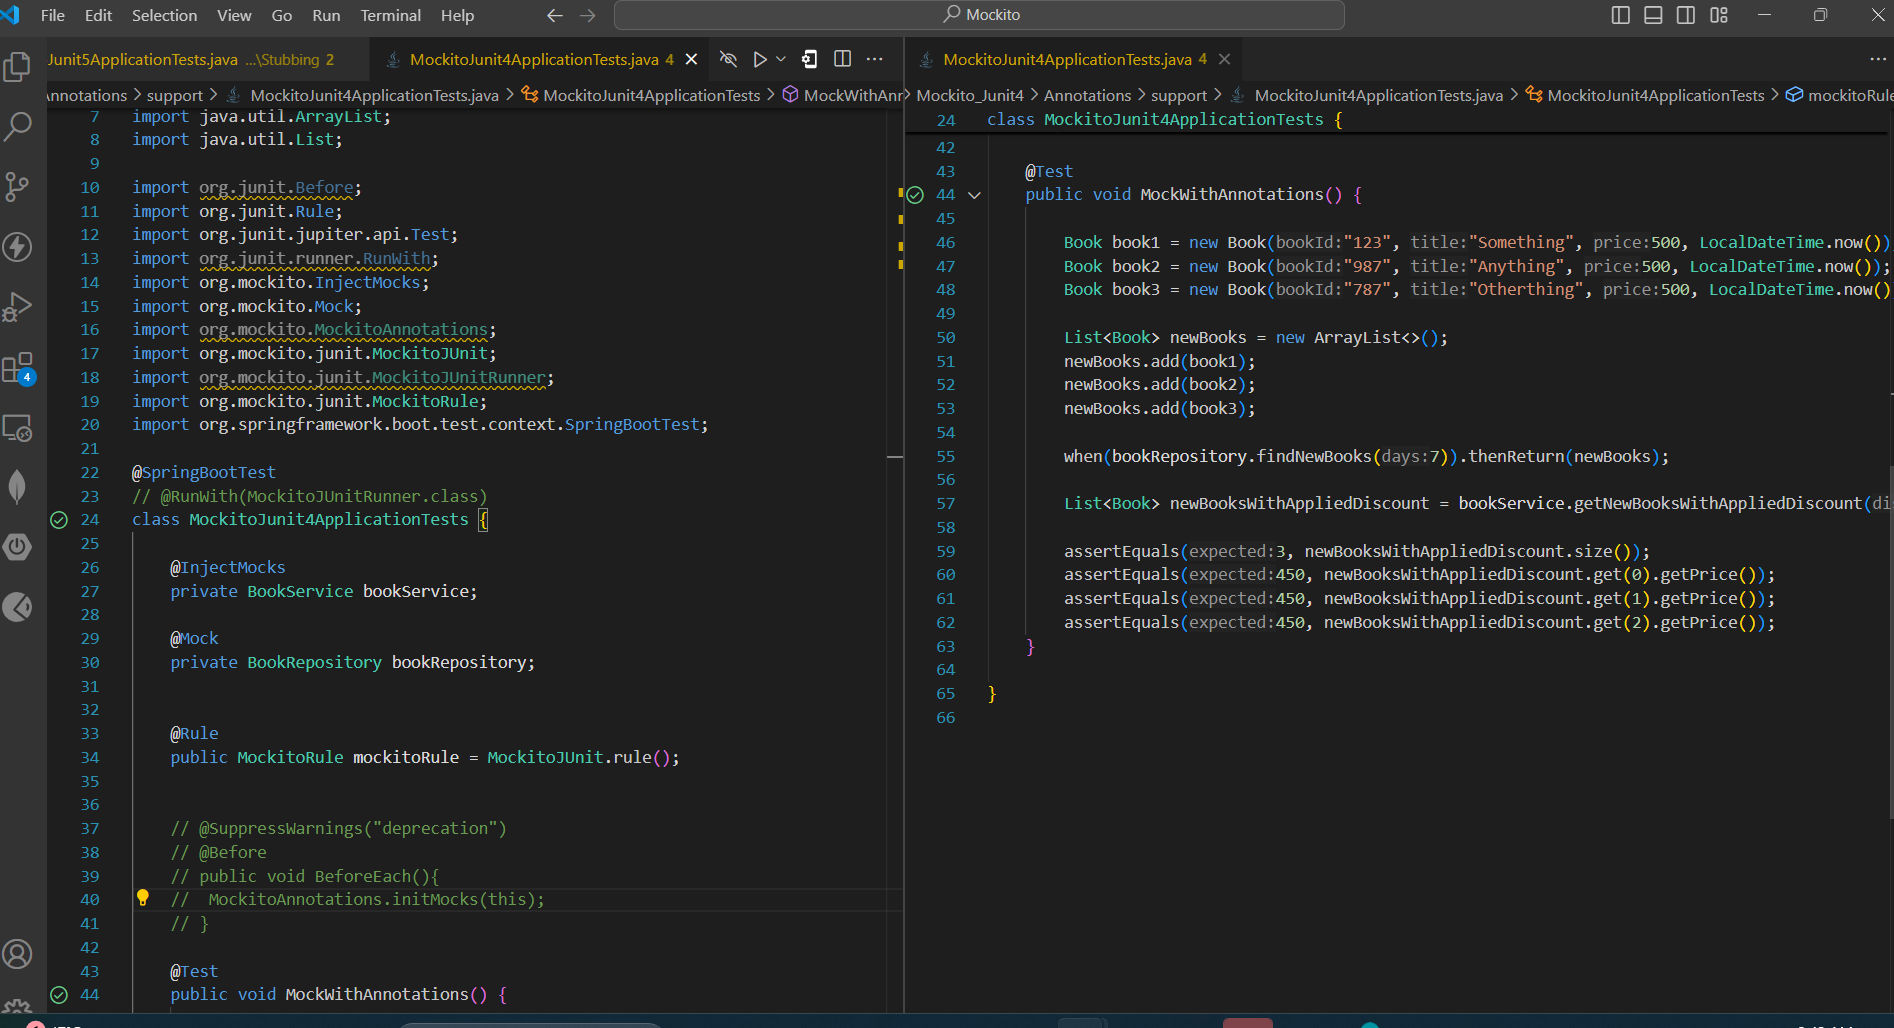 File Edit Selection View Go Run Terminal Help
Mockito
Junit5ApplicationTests.java ...\Stubbing 2
MockitoJunit4ApplicationTests.java 4
MockitoJunit4ApplicationTests.java 4
Annotations > support > MockitoJunit4ApplicationTests.java > MockitoJunit4ApplicationTests > MockWithAnn
Mockito_Junit4 > Annotations > support > MockitoJunit4ApplicationTests.java > MockitoJunit4ApplicationTests > mockitoRule
7 import java.util.ArrayList;
8 import java.util.List;
9
10 import org.junit.Before;
11 import org.junit.Rule;
12 import org.junit.jupiter.api.Test;
13 import org.junit.runner.RunWith;
14 import org.mockito.InjectMocks;
15 import org.mockito.Mock;
16 import org.mockito.MockitoAnnotations;
17 import org.mockito.junit.MockitoJUnit;
18 import org.mockito.junit.MockitoJUnitRunner;
19 import org.mockito.junit.MockitoRule;
20 import org.springframework.boot.test.context.SpringBootTest;
21
22 @SpringBootTest
23 // @RunWith(MockitoJUnitRunner.class)
24 class MockitoJunit4ApplicationTests {
25
26 @InjectMocks
27 private BookService bookService;
28
29 @Mock
30 private BookRepository bookRepository;
31
32
33 @Rule
34 public MockitoRule mockitoRule = MockitoJUnit.rule();
35
36
37 // @SuppressWarnings("deprecation")
38 // @Before
39 // public void BeforeEach(){
40 //  MockitoAnnotations.initMocks(this);
41 // }
42
43 @Test
44 public void MockWithAnnotations() {
24 class MockitoJunit4ApplicationTests {
42
43 @Test
44 public void MockWithAnnotations() {
45
46 Book book1 = new Book(bookId:"123", title:"Something", price:500, LocalDateTime.now())
47 Book book2 = new Book(bookId:"987", title:"Anything", price:500, LocalDateTime.now());
48 Book book3 = new Book(bookId:"787", title:"Otherthing", price:500, LocalDateTime.now()
49
50 List<Book> newBooks = new ArrayList<>();
51 newBooks.add(book1);
52 newBooks.add(book2);
53 newBooks.add(book3);
54
55 when(bookRepository.findNewBooks(days:7)).thenReturn(newBooks);
56
57 List<Book> newBooksWithAppliedDiscount = bookService.getNewBooksWithAppliedDiscount(di
58
59 assertEquals(expected:3, newBooksWithAppliedDiscount.size());
60 assertEquals(expected:450, newBooksWithAppliedDiscount.get(0).getPrice());
61 assertEquals(expected:450, newBooksWithAppliedDiscount.get(1).getPrice());
62 assertEquals(expected:450, newBooksWithAppliedDiscount.get(2).getPrice());
63 }
64
65 }
66
4